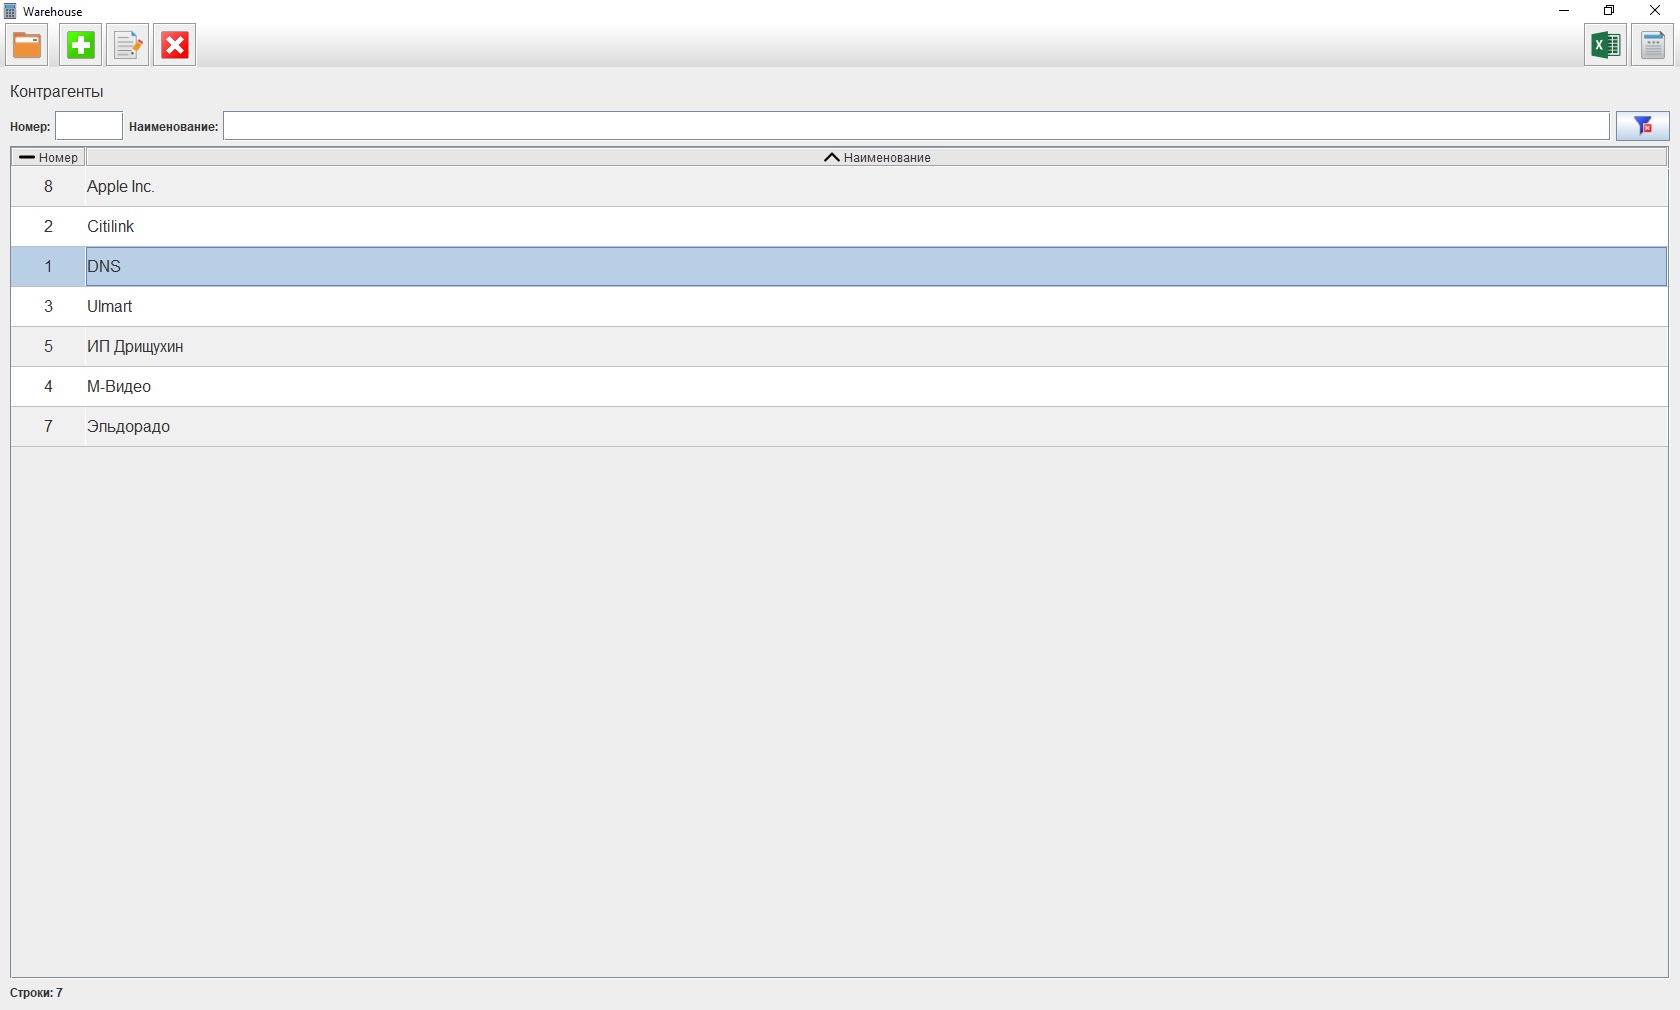 Warehouse
Контрагенты
Номер: Наименование:
Номер Наименование
8 Apple Inc.
2 Citilink
1 DNS
3 Ulmart
5 ИП Дрищухин
4 М-Видео
7 Эльдорадо
Строки: 7